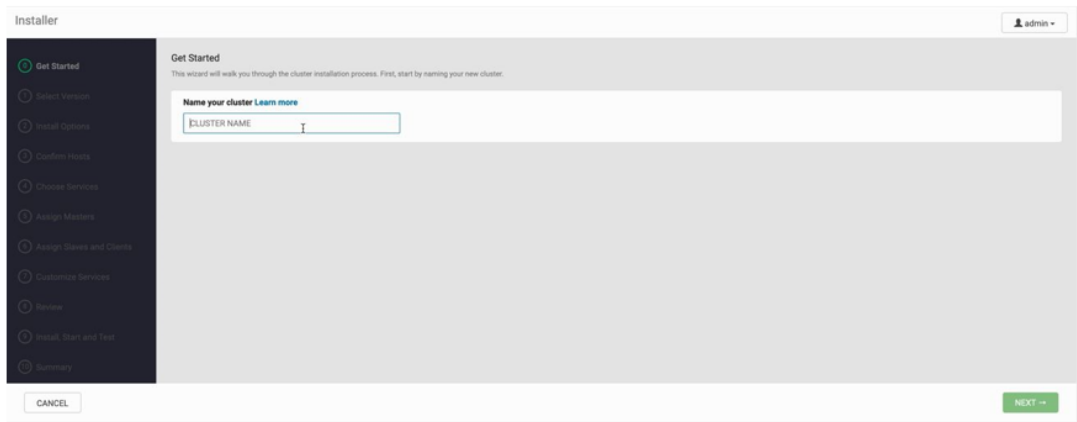 Installer
admin
0 Get Started
1 Select Version
2 Install Options
3 Confirm Hosts
4 Choose Services
5 Assign Masters
6 Assign Slaves and Clients
7 Customize Services
8 Review
9 Install, Start and Test
10 Summary
Get Started
This wizard will walk you through the cluster installation process. First, start by naming your new cluster.
Name your cluster Learn more
CLUSTER NAME
CANCEL
NEXT →